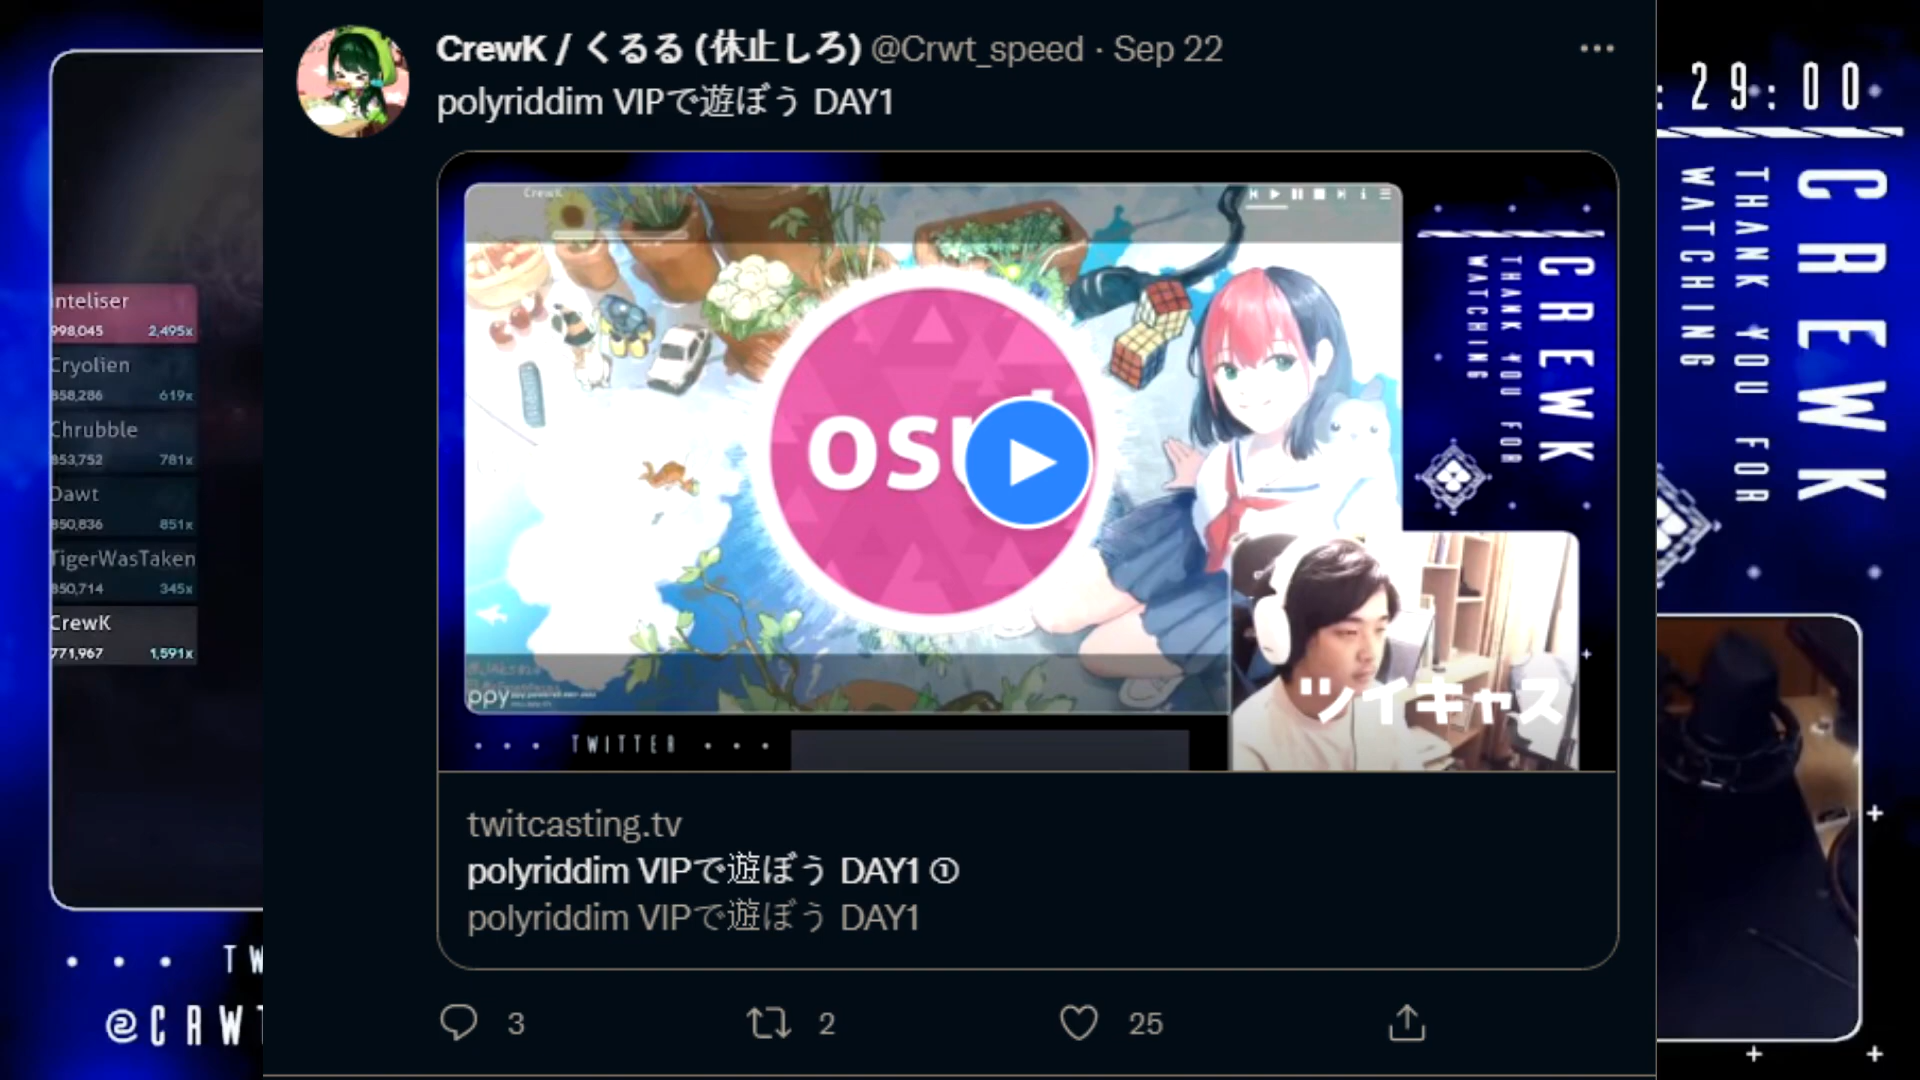 CrewK / くるる (休止しろ) @Crwt_speed · Sep 22
polyriddim VIPで遊ぼう DAY1
CrewK
osu!
CREWK
THANK YOU FOR
WATCHING
ppy
ツイキャス
TWITTER
twitcasting.tv
polyriddim VIPで遊ぼう DAY1 ①
polyriddim VIPで遊ぼう DAY1
3
2
25
inteliser
998,045 2,495x
Cryolien
858,286 619x
Chrubble
853,752 781x
Dawt
850,836 851x
TigerWasTaken
850,714 345x
CrewK
771,967 1,591x
TW
@CRWT
:29:00
CREWK
THANK YOU FOR
WATCHING